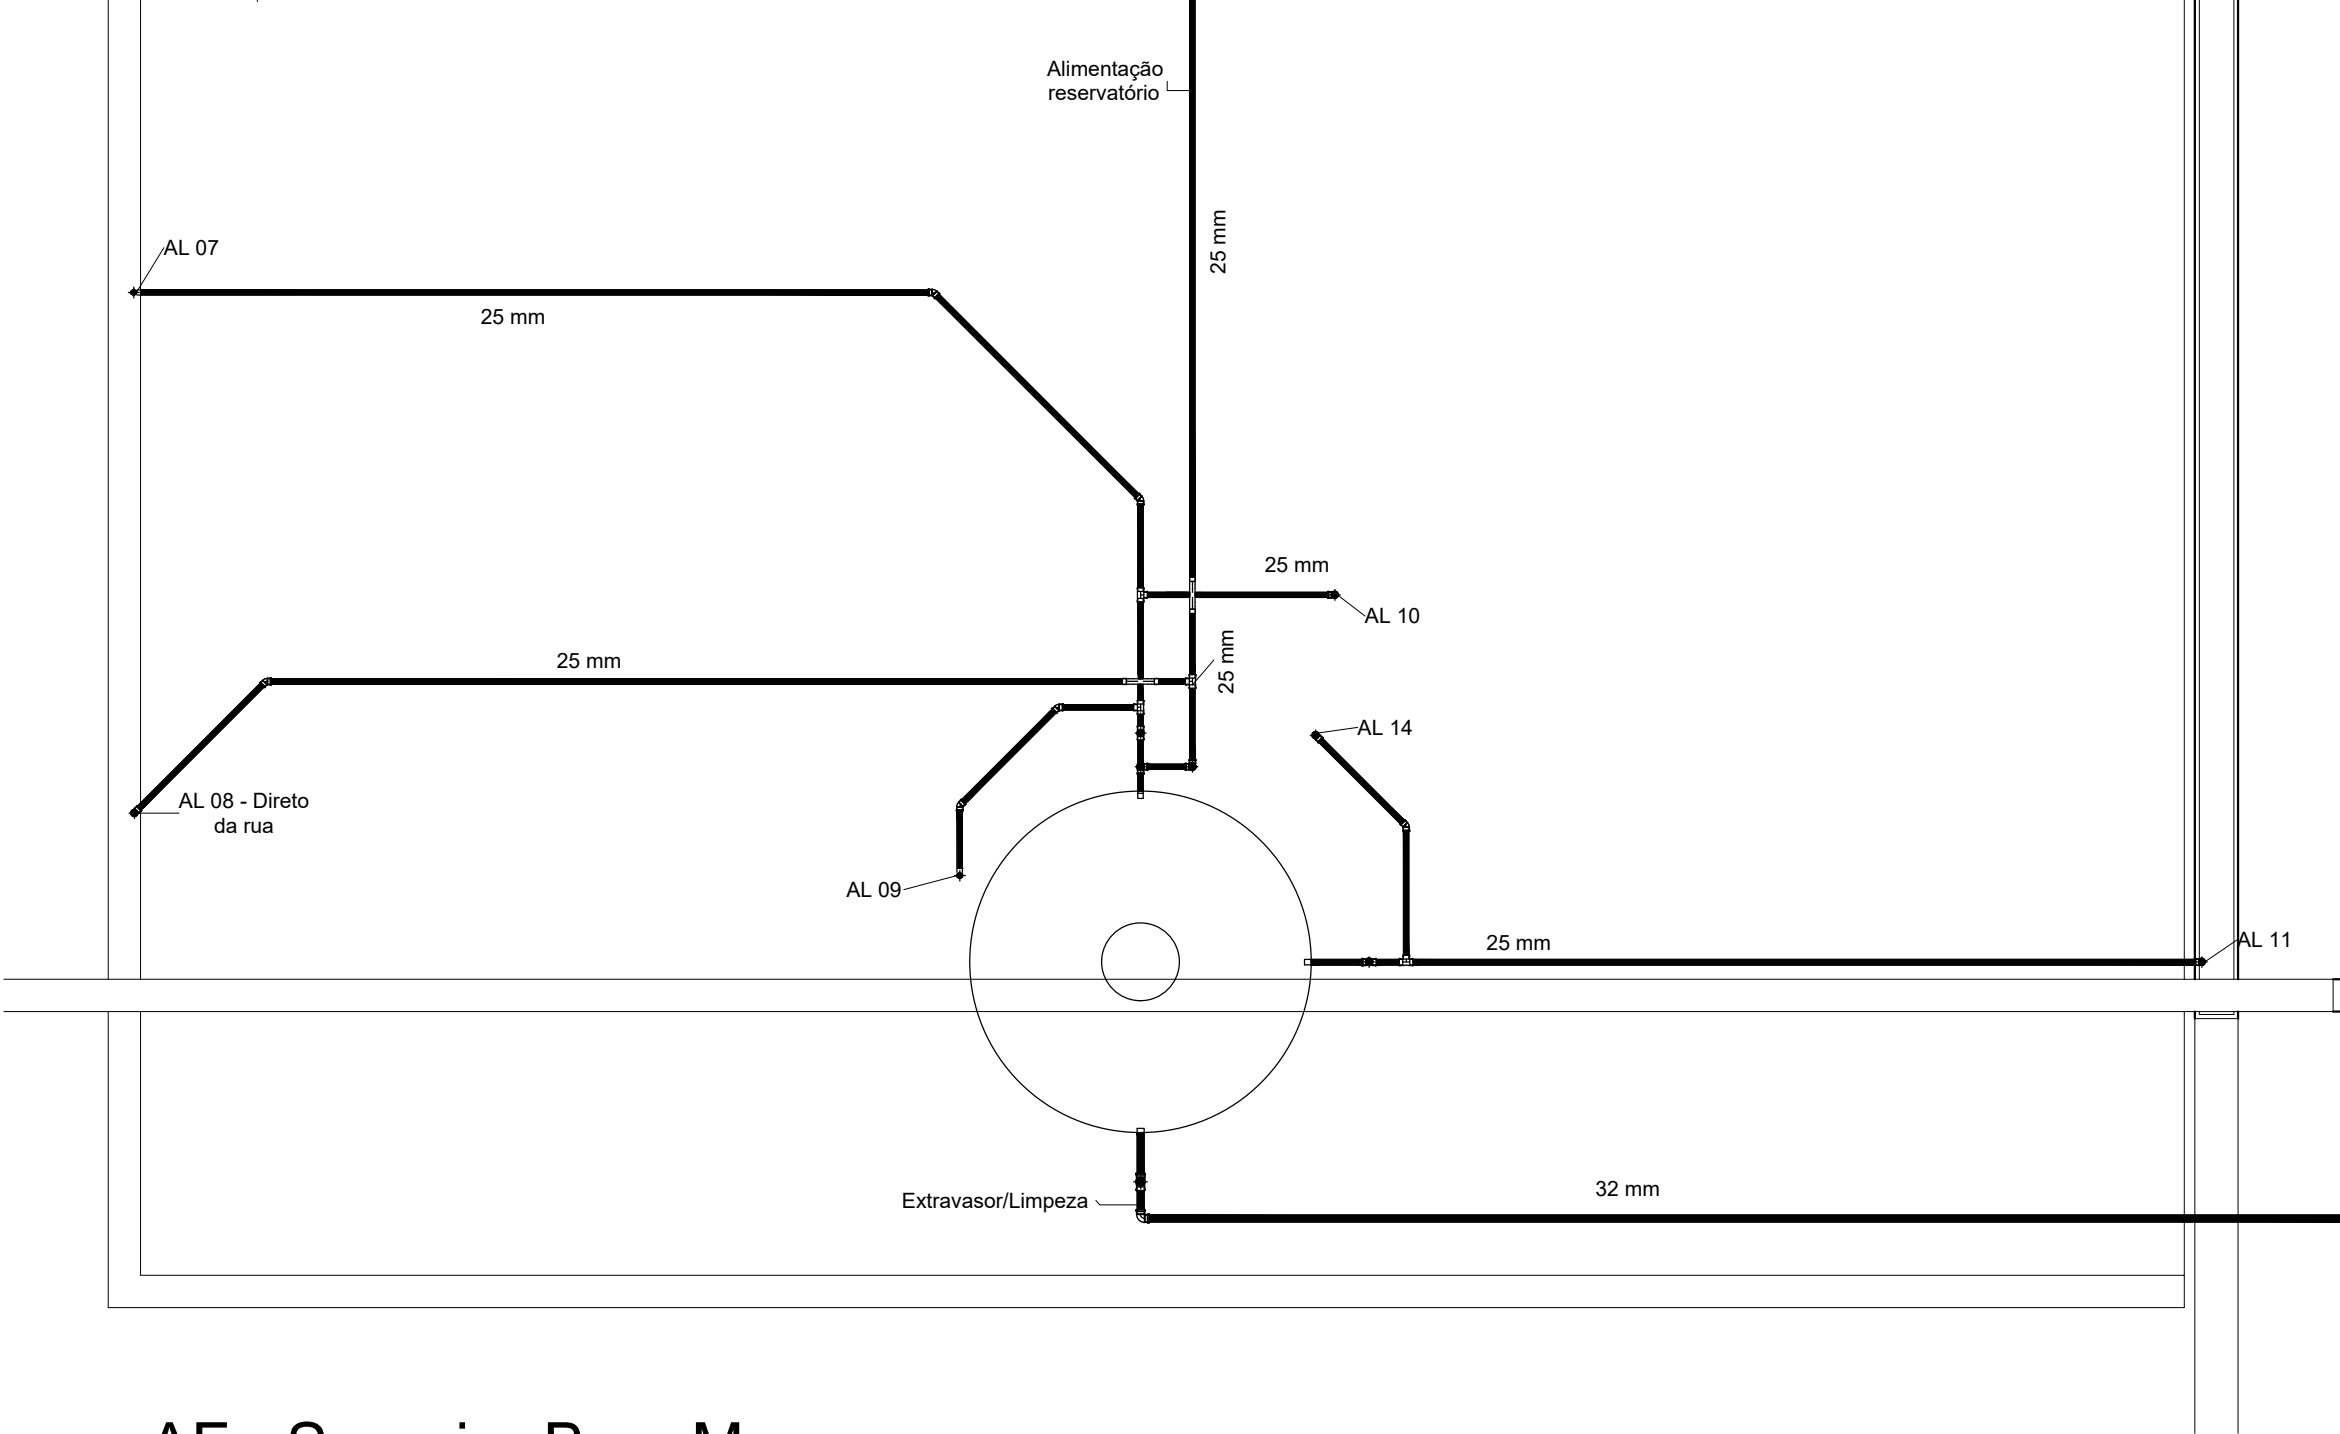 Alimentação
reservatório
25 mm
AL 07
25 mm
25 mm
AL 10
25 mm
25 mm
AL 14
AL 08 - Direto
da rua
AL 09
25 mm
AL 11
32 mm
Extravasor/Limpeza